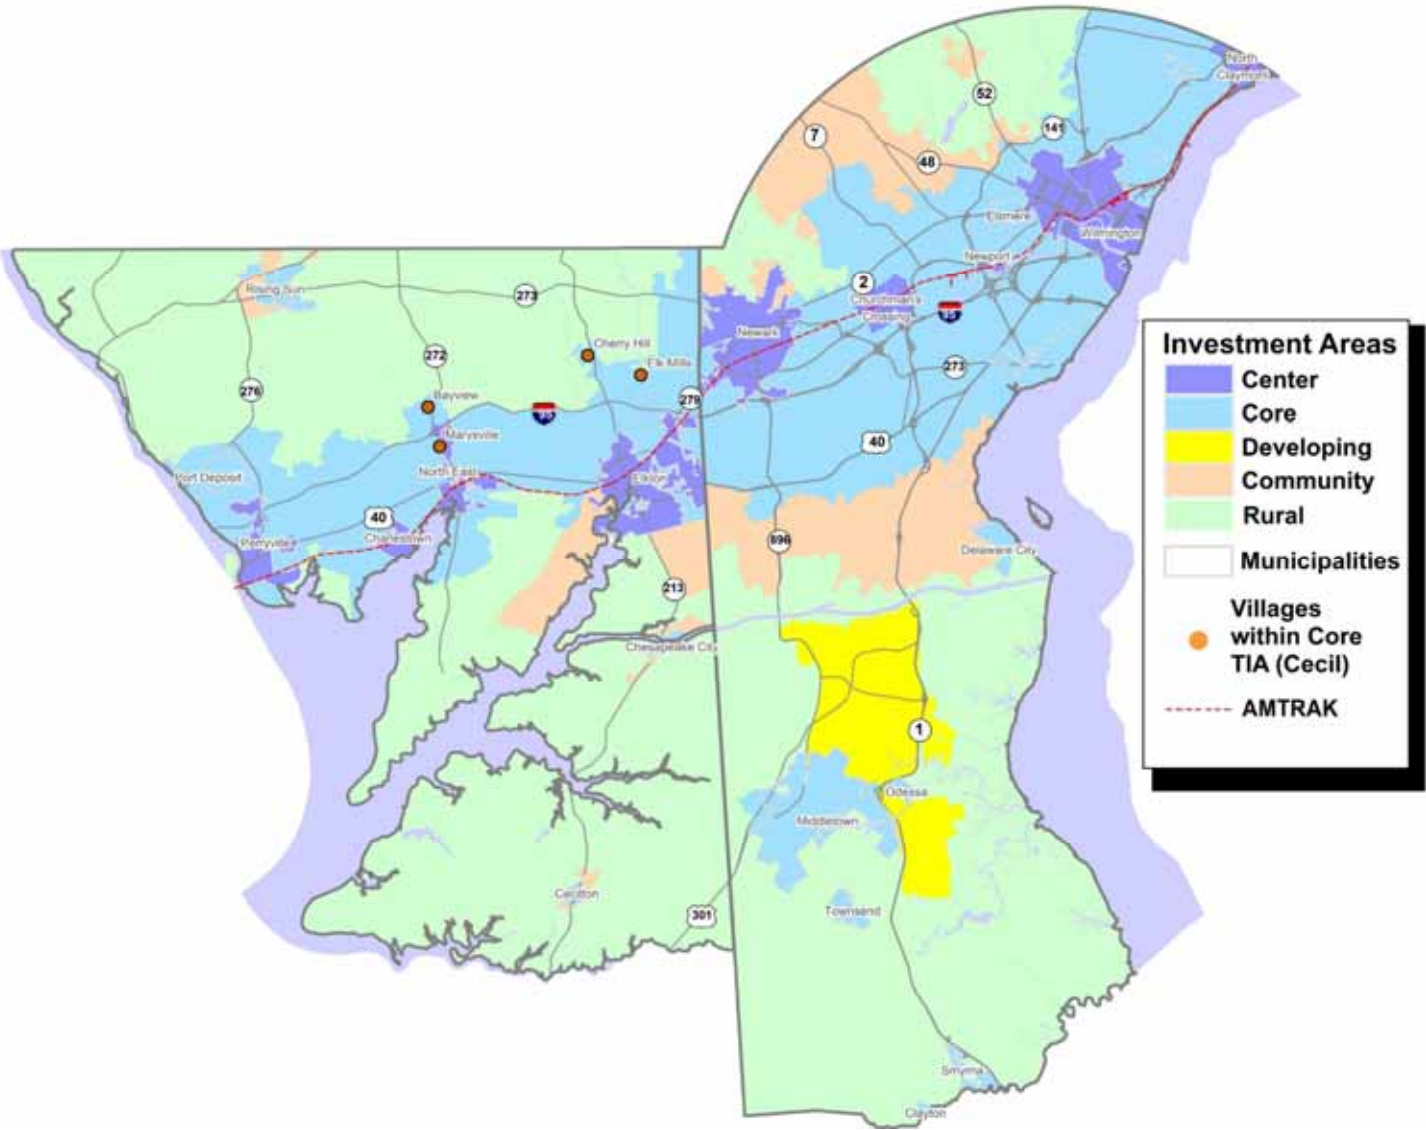 North
Claymont
52
141
7
48
Elsmere
Wilmington
Newport
2
Churchman's
Crossing
95
Rising Sun
273
Newark
273
Cherry Hill
272
Elk Mills
276
279
Bayview
95
Marysville
40
North East
Port Deposit
Elkton
40
Charlestown
Perryville
896
Delaware City
213
Chesapeake City
1
Odessa
Middletown
Cecilton
Townsend
301
Smyrna
Clayton
Investment Areas
Center
Core
Developing
Community
Rural
Municipalities
Villages
within Core
TIA (Cecil)
AMTRAK